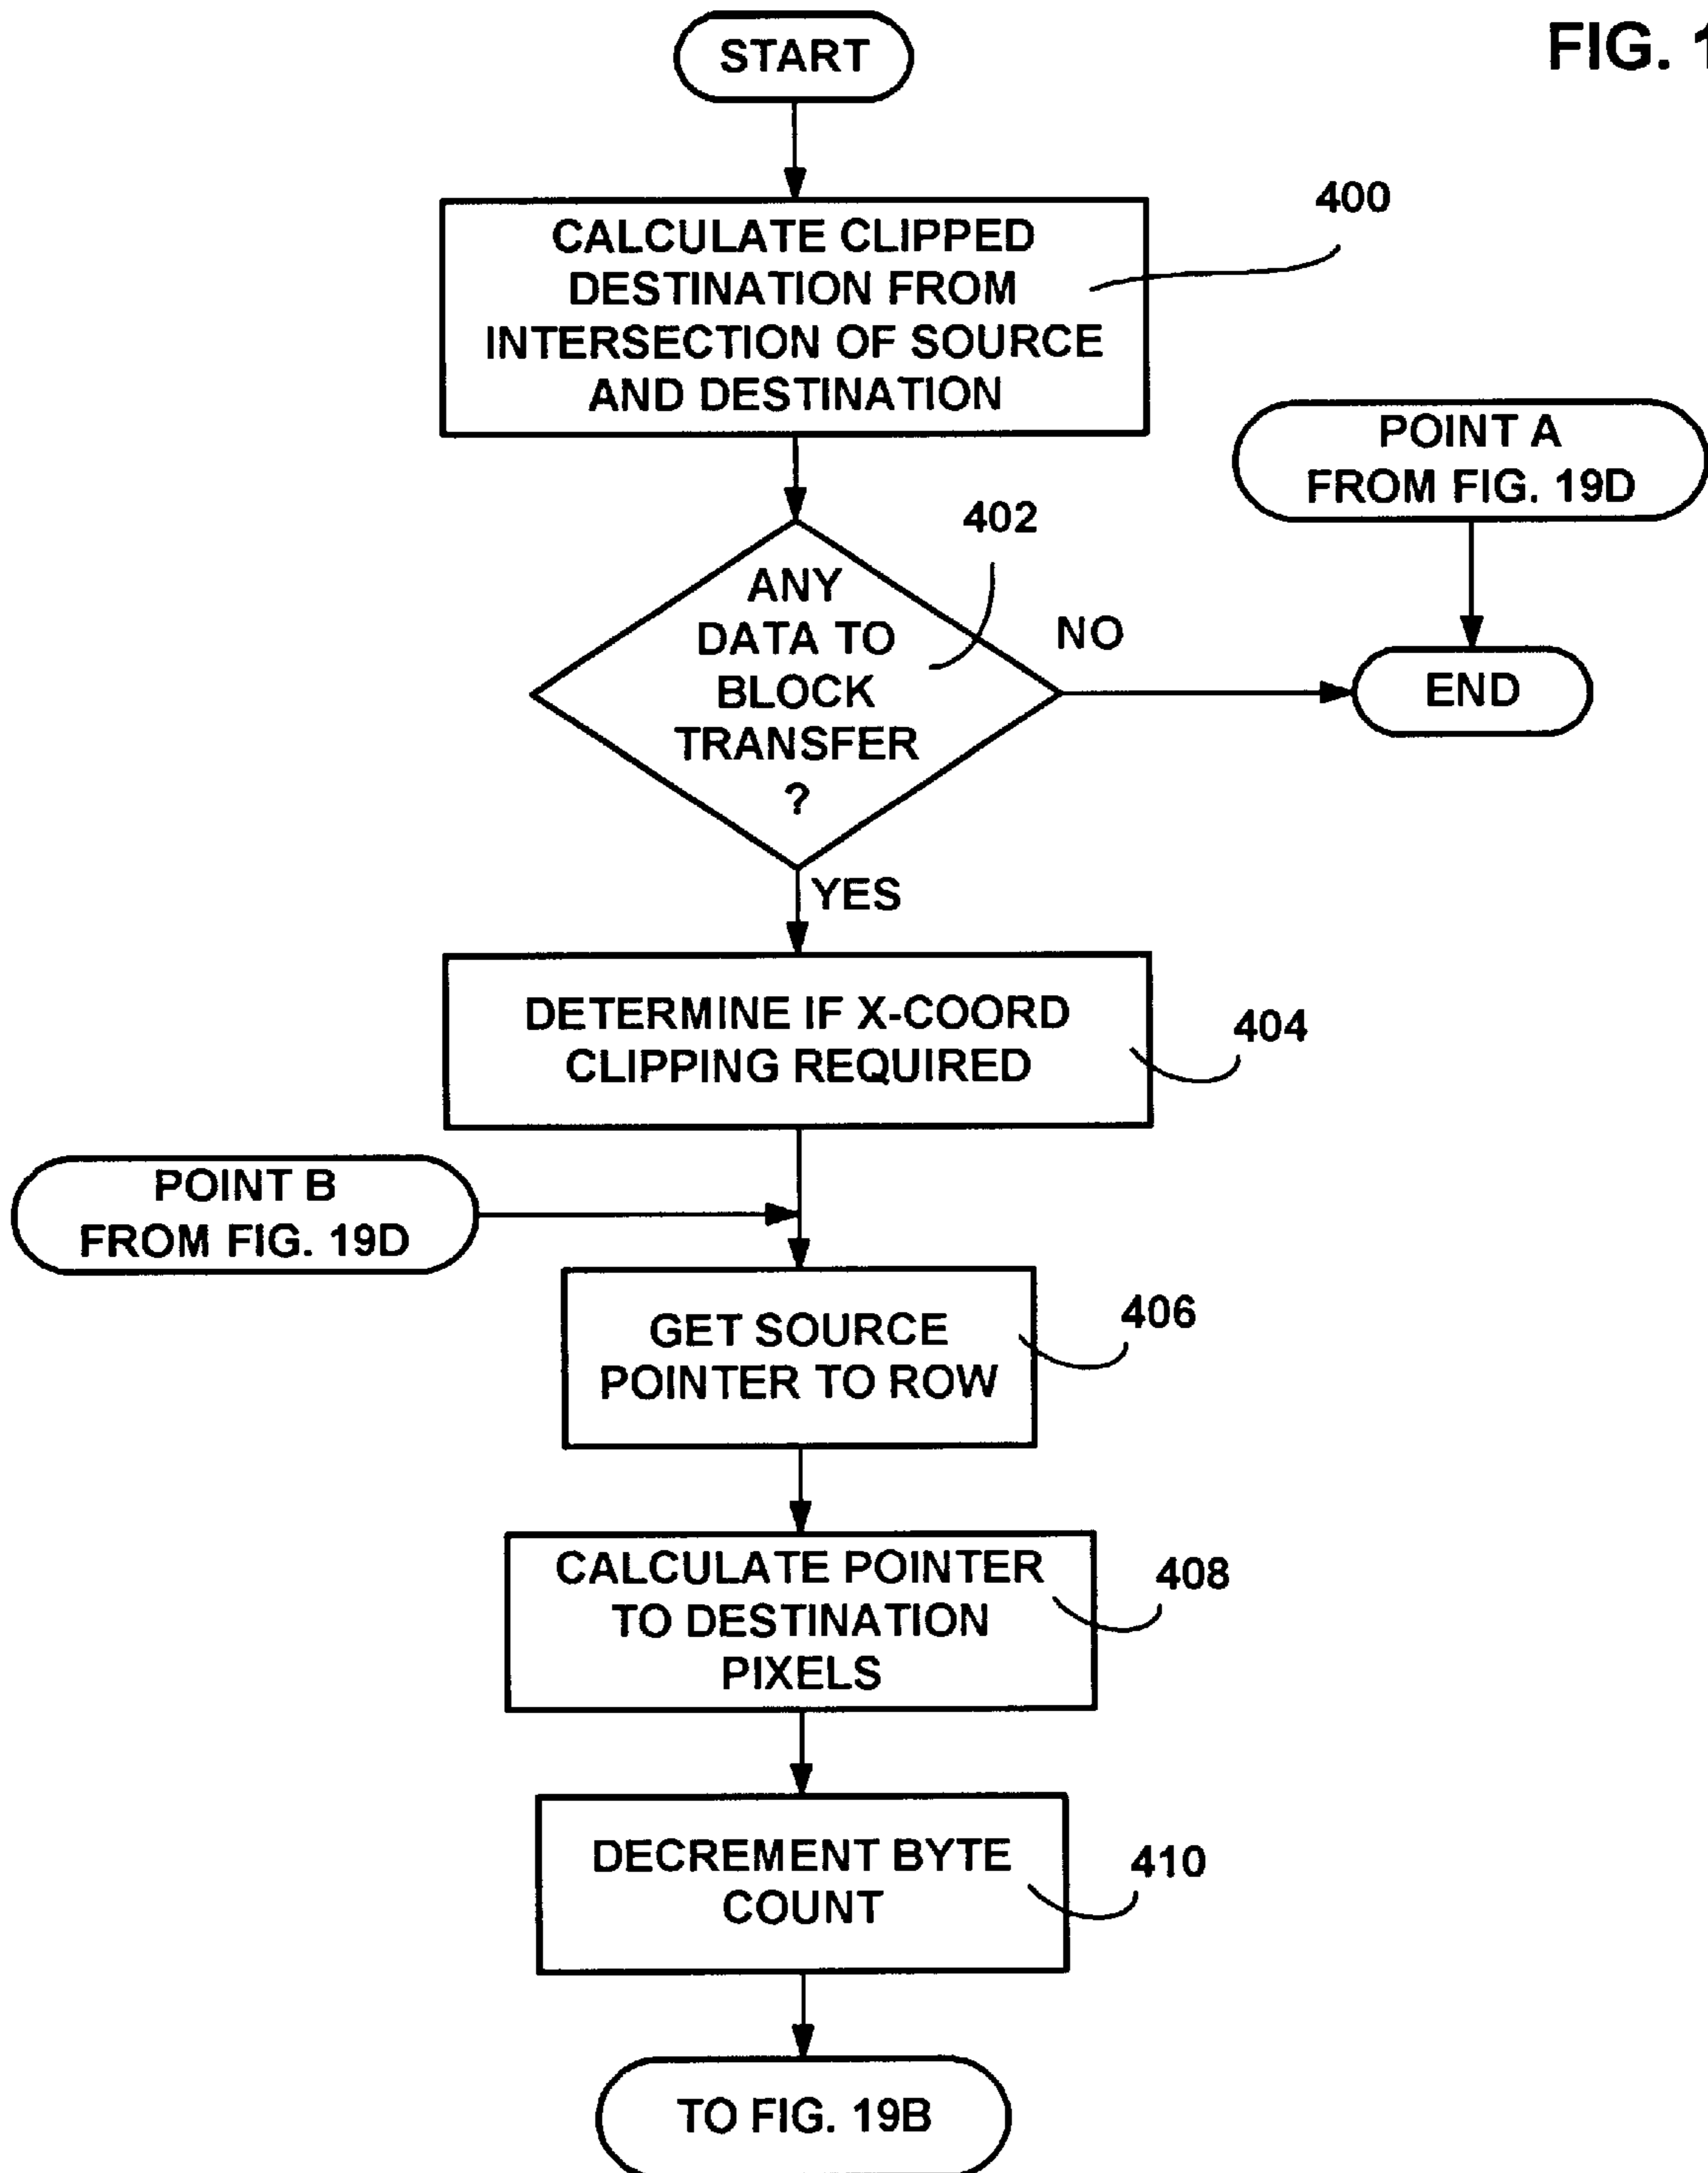 FIG. 1
START
400
CALCULATE CLIPPED
DESTINATION FROM
INTERSECTION OF SOURCE
AND DESTINATION
POINT A
FROM FIG. 19D
402
ANY
DATA TO
BLOCK
TRANSFER
?
NO
END
YES
DETERMINE IF X-COORD
CLIPPING REQUIRED
404
POINT B
FROM FIG. 19D
GET SOURCE
POINTER TO ROW
406
CALCULATE POINTER
TO DESTINATION
PIXELS
408
DECREMENT BYTE
COUNT
410
TO FIG. 19B